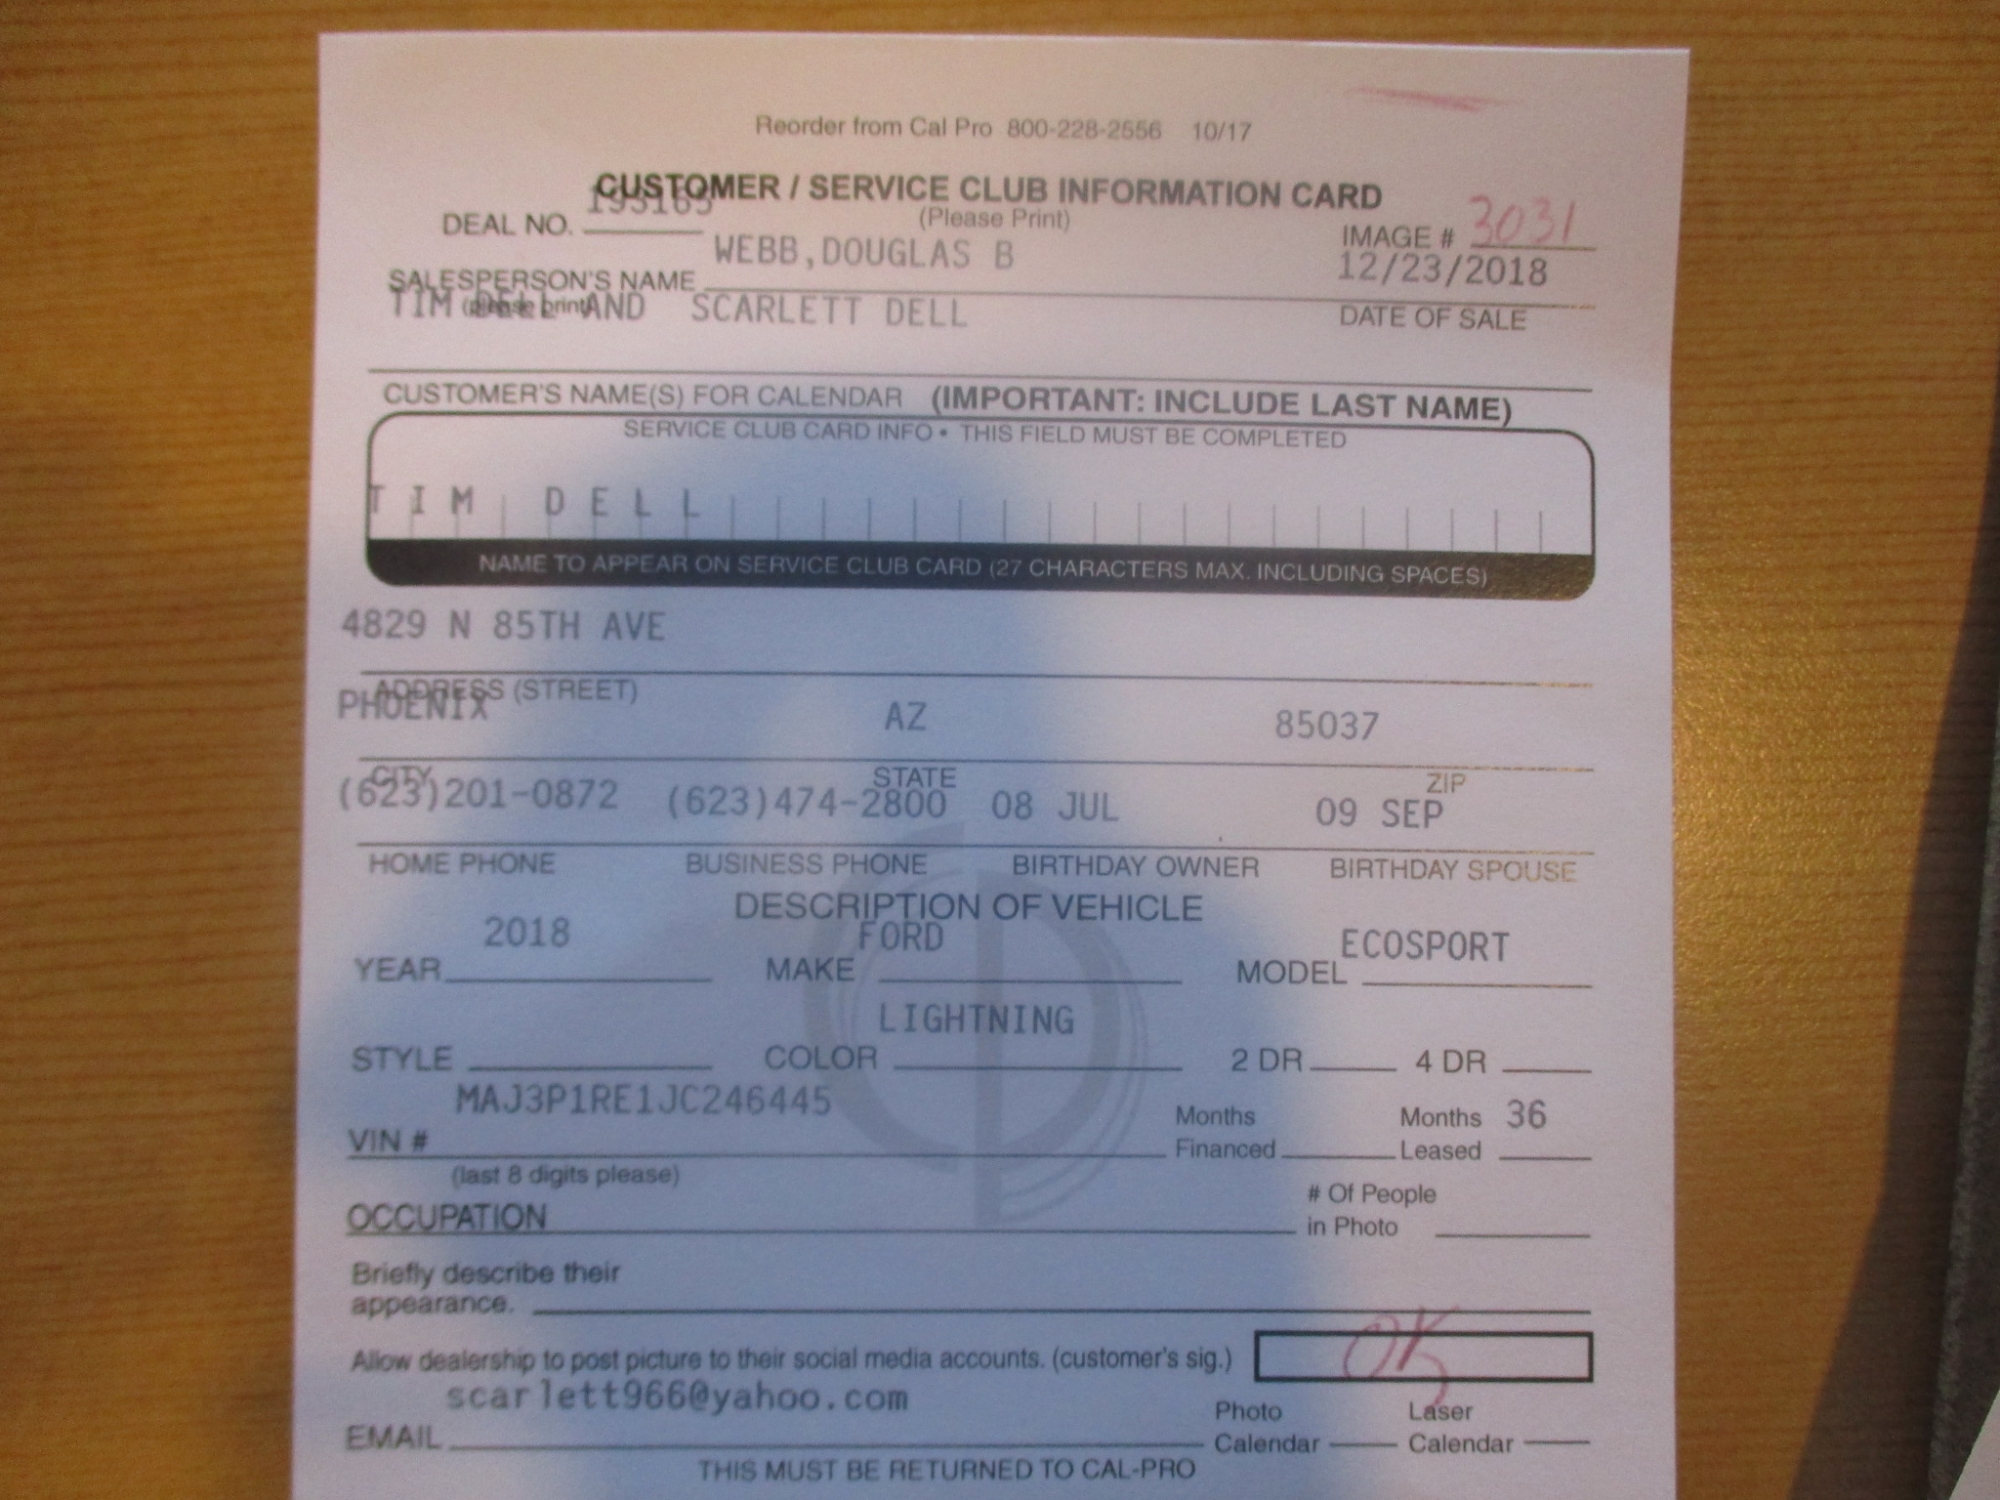 Reorder from Cal Pro 800-228-2556 10/17
CUSTOMER / SERVICE CLUB INFORMATION CARD
(Please Print)
DEAL NO. 193165
IMAGE # 3031
WEBB,DOUGLAS B
12/23/2018
SALESPERSON'S NAME
(please print)
TIM DELL AND SCARLETT DELL
DATE OF SALE
CUSTOMER'S NAME(S) FOR CALENDAR (IMPORTANT: INCLUDE LAST NAME)
SERVICE CLUB CARD INFO • THIS FIELD MUST BE COMPLETED
TIM DELL
NAME TO APPEAR ON SERVICE CLUB CARD (27 CHARACTERS MAX. INCLUDING SPACES)
4829 N 85TH AVE
ADDRESS (STREET)
PHOENIX AZ 85037
CITY STATE ZIP
(623)201-0872 (623)474-2800 08 JUL 09 SEP
HOME PHONE BUSINESS PHONE BIRTHDAY OWNER BIRTHDAY SPOUSE
DESCRIPTION OF VEHICLE
YEAR 2018 MAKE FORD MODEL ECOSPORT
STYLE COLOR LIGHTNING 2 DR 4 DR
MAJ3P1RE1JC246445
VIN #
(last 8 digits please)
Months Financed
Months Leased 36
OCCUPATION
# Of People
in Photo
Briefly describe their
appearance.
Allow dealership to post picture to their social media accounts. (customer's sig.) OK
scarlett966@yahoo.com
EMAIL
Photo Calendar
Laser Calendar
THIS MUST BE RETURNED TO CAL-PRO